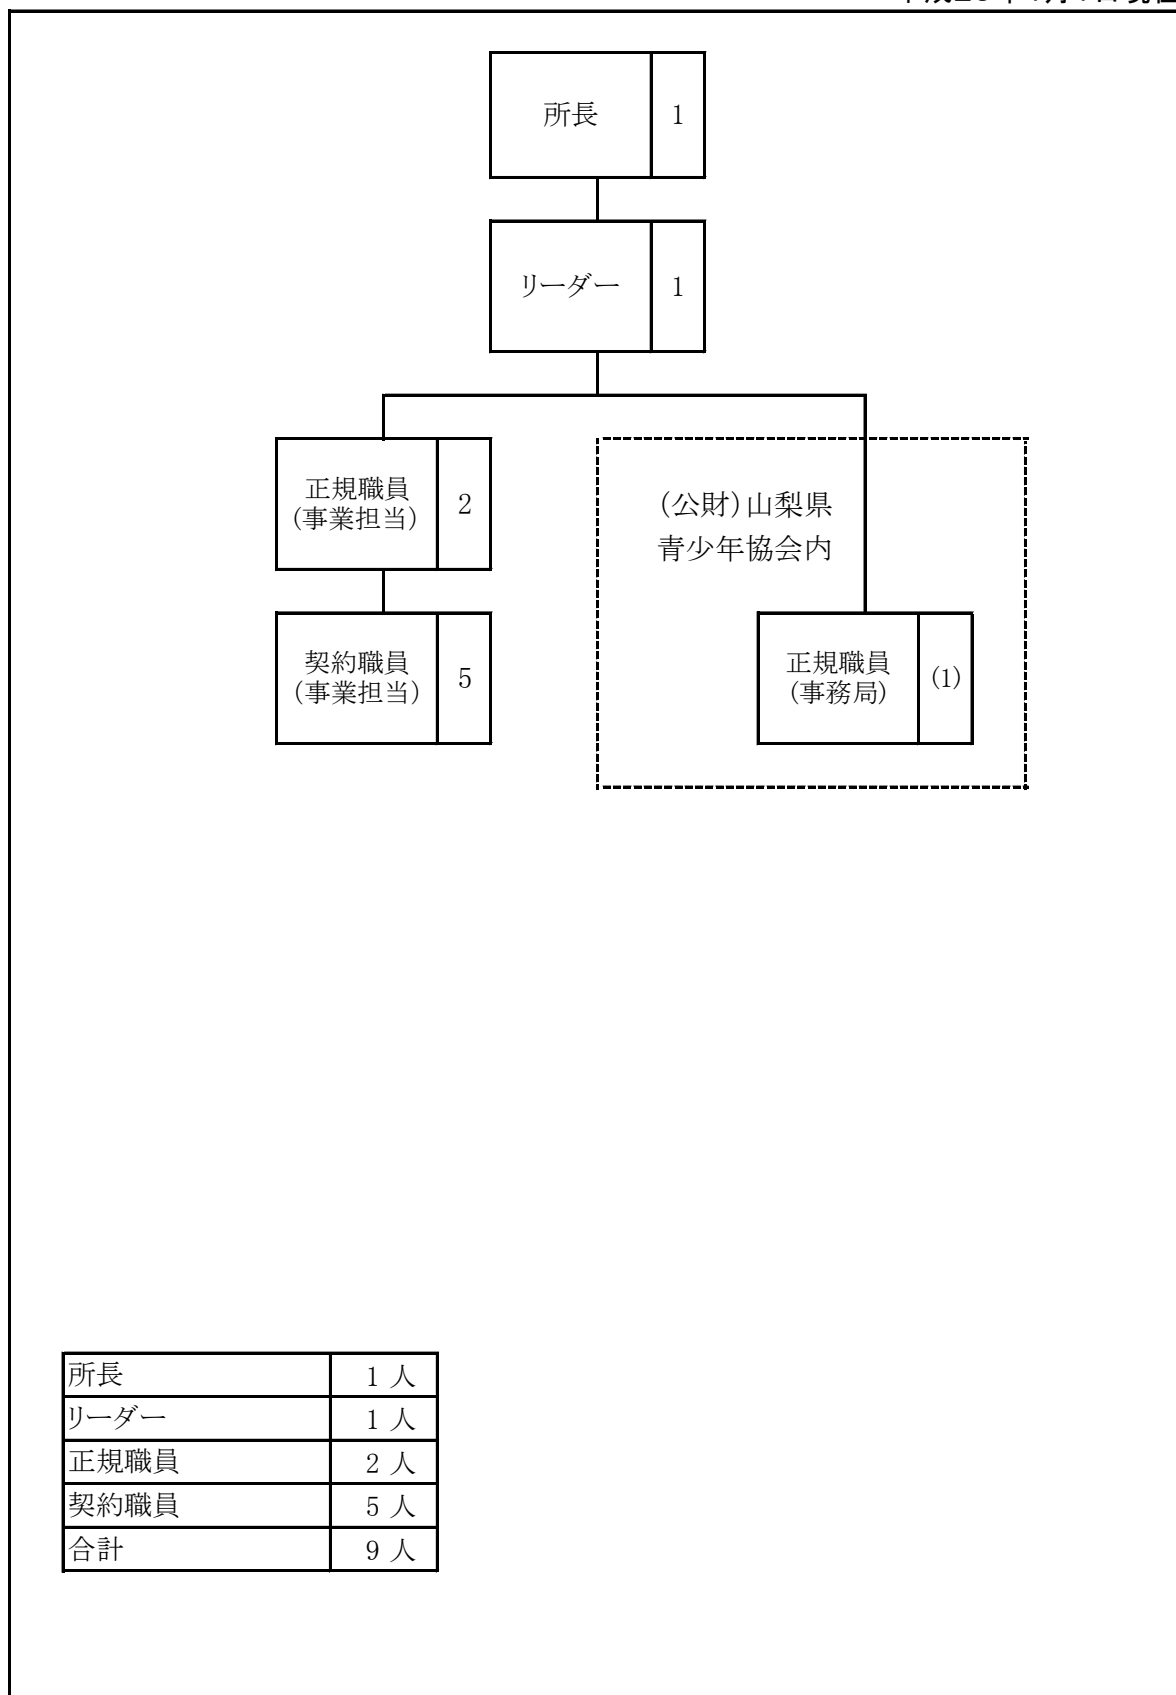 所長 1
リーダー 1
正規職員
(事業担当) 2
(公財)山梨県
青少年協会内
契約職員
(事業担当) 5
正規職員
(事務局) (1)
所長 1 人
リーダー 1 人
正規職員 2 人
契約職員 5 人
合計 9 人